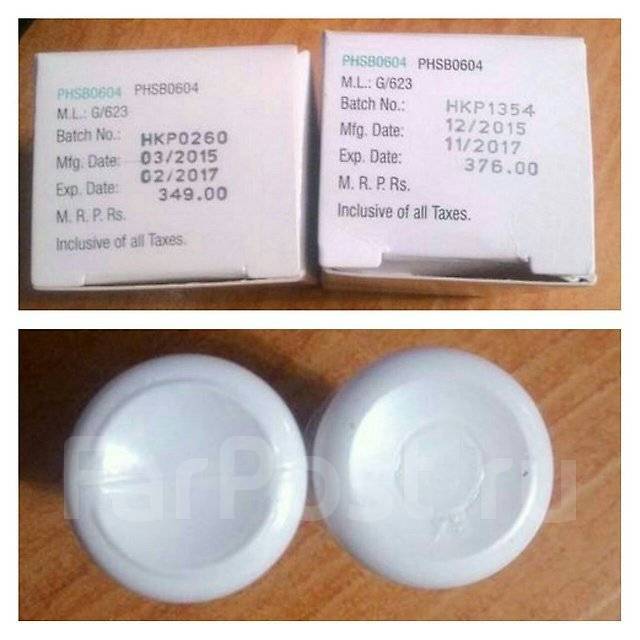 PHSB0604 PHSB0604
M.L.: G/623
Batch No.: HKP0260
Mfg. Date: 03/2015
Exp. Date: 02/2017
M. R. P. Rs. 349.00
Inclusive of all Taxes.
PHSB0604 PHSB0604
M.L.: G/623
Batch No.: HKP1354
Mfg. Date: 12/2015
Exp. Date: 11/2017
M. R. P. Rs. 376.00
Inclusive of all Taxes.
FarPost.ru